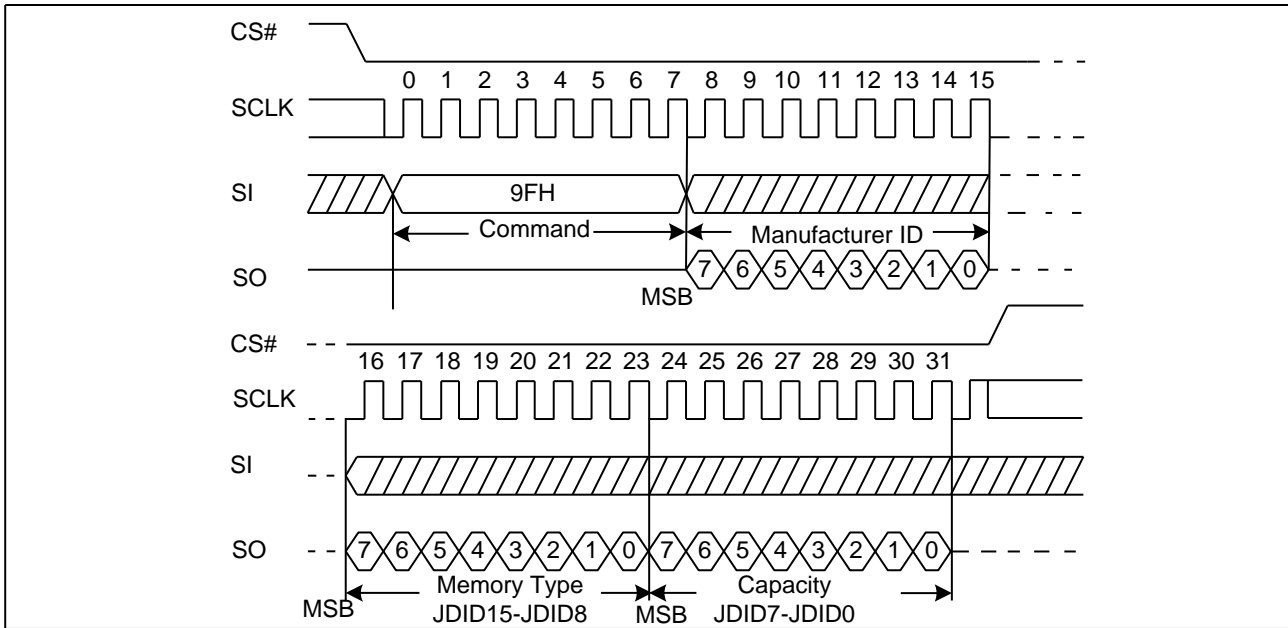 CS#
0 1 2 3 4 5 6 7 8 9 10 11 12 13 14 15
SCLK
SI 9FH
Command Manufacturer ID
SO 7 6 5 4 3 2 1 0
MSB
CS#
16 17 18 19 20 21 22 23 24 25 26 27 28 29 30 31
SCLK
SI
SO 7 6 5 4 3 2 1 0 7 6 5 4 3 2 1 0
Memory Type Capacity
MSB JDID15-JDID8 MSB JDID7-JDID0